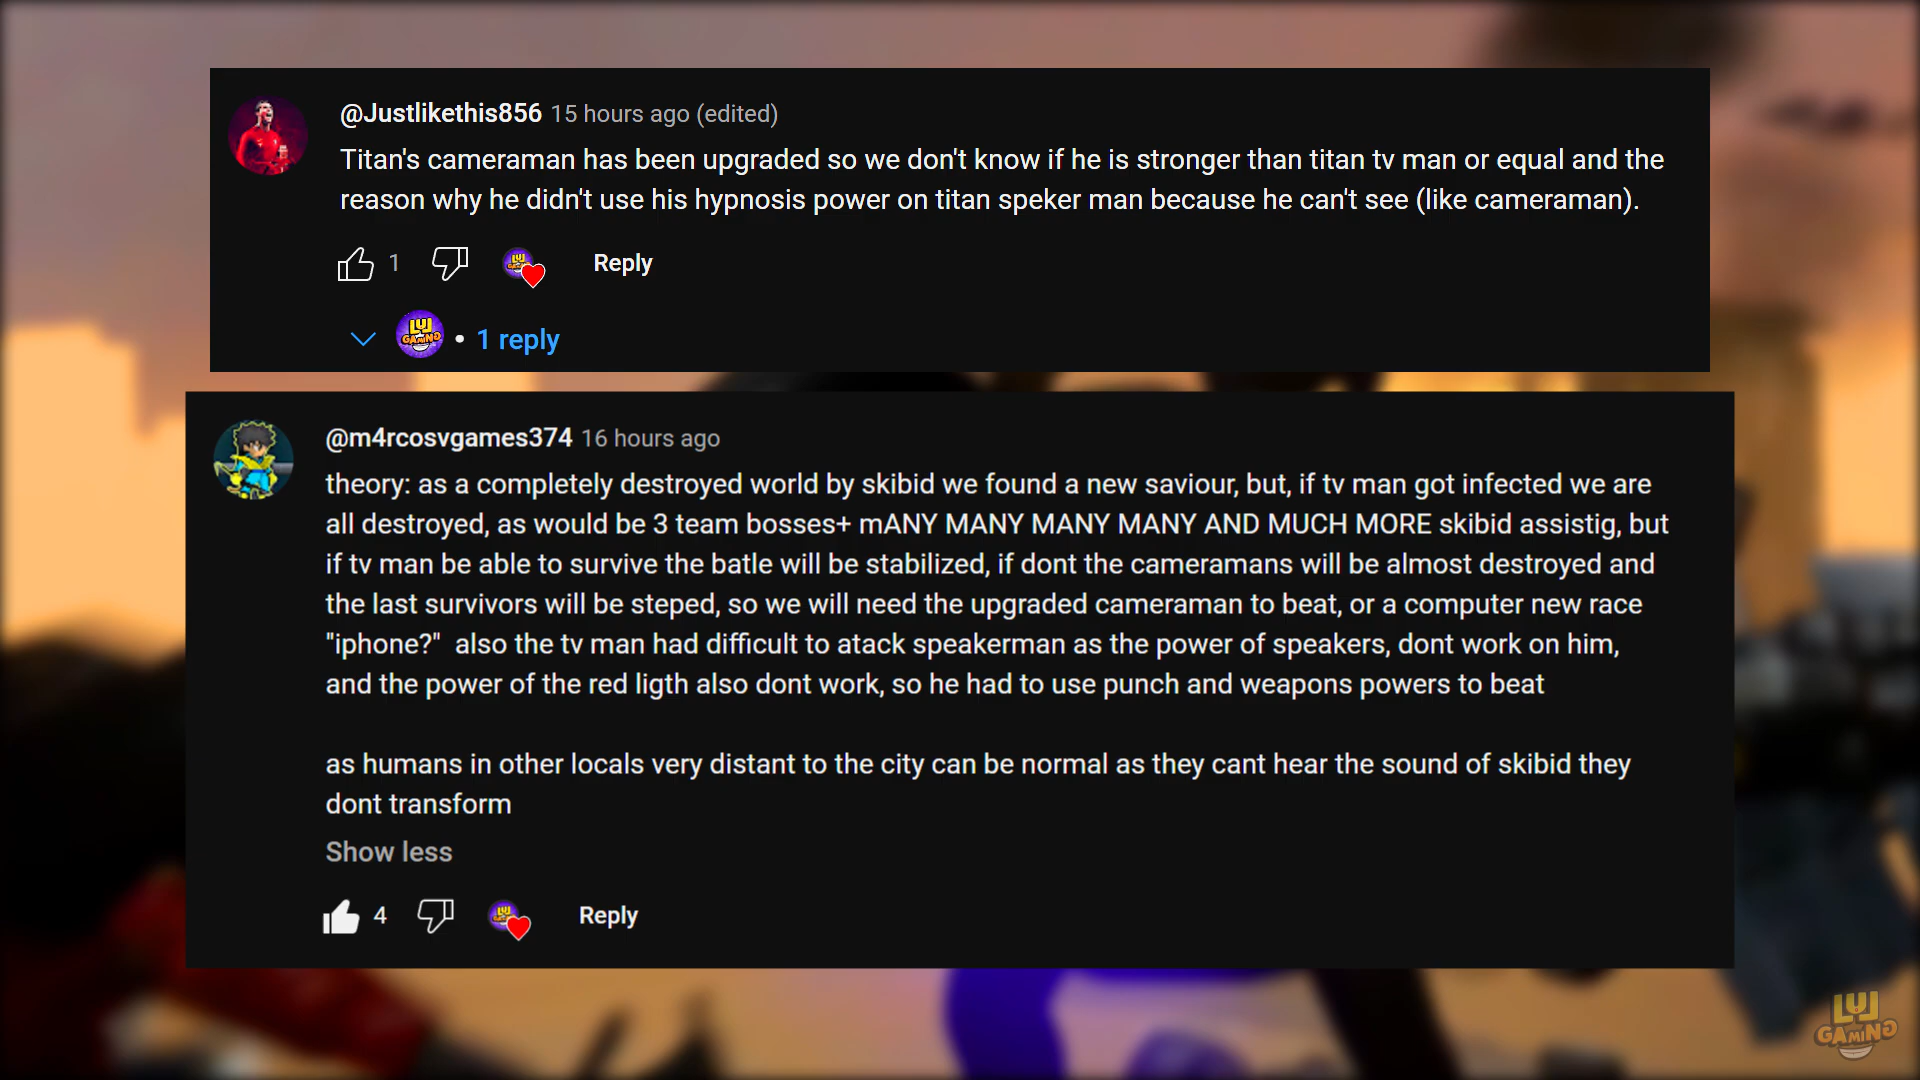 @Justlikethis856 15 hours ago (edited)
Titan's cameraman has been upgraded so we don't know if he is stronger than titan tv man or equal and the
reason why he didn't use his hypnosis power on titan speker man because he can't see (like cameraman).
1 Reply
LUJ GAMING • 1 reply
@m4rcosvgames374 16 hours ago
theory: as a completely destroyed world by skibid we found a new saviour, but, if tv man got infected we are
all destroyed, as would be 3 team bosses+ mANY MANY MANY MANY AND MUCH MORE skibid assistig, but
if tv man be able to survive the batle will be stabilized, if dont the cameramans will be almost destroyed and
the last survivors will be steped, so we will need the upgraded cameraman to beat, or a computer new race
"iphone?"  also the tv man had difficult to atack speakerman as the power of speakers, dont work on him,
and the power of the red ligth also dont work, so he had to use punch and weapons powers to beat
as humans in other locals very distant to the city can be normal as they cant hear the sound of skibid they
dont transform
Show less
4 Reply
LUJ
GAMING